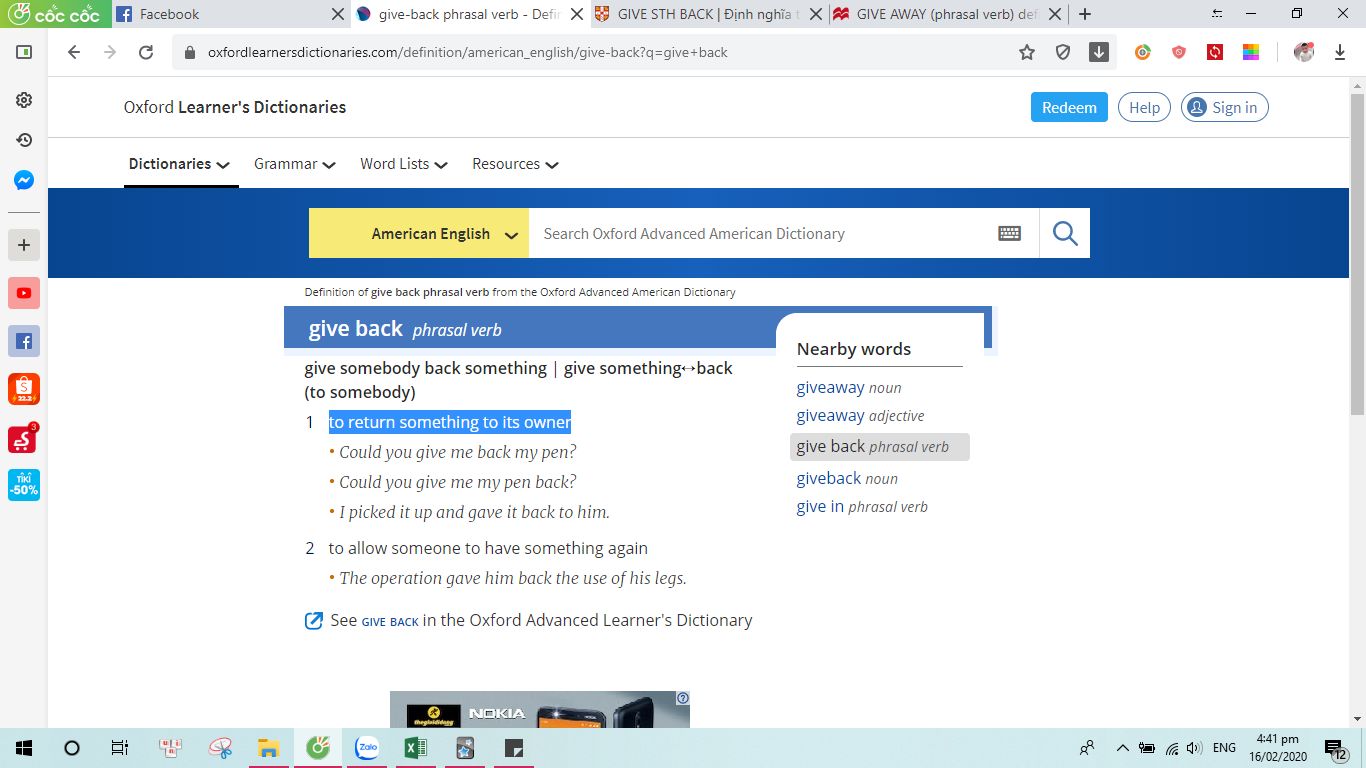 cốc cốc
Facebook
give-back phrasal verb - Defin
GIVE STH BACK | Định nghĩa t
GIVE AWAY (phrasal verb) def
oxfordlearnersdictionaries.com/definition/american_english/give-back?q=give+back
Oxford Learner's Dictionaries
Redeem
Help
Sign in
Dictionaries
Grammar
Word Lists
Resources
American English
Search Oxford Advanced American Dictionary
Definition of give back phrasal verb from the Oxford Advanced American Dictionary
give back phrasal verb
give somebody back something | give something↔back
(to somebody)
1 to return something to its owner
• Could you give me back my pen?
• Could you give me my pen back?
• I picked it up and gave it back to him.
2 to allow someone to have something again
• The operation gave him back the use of his legs.
See GIVE BACK in the Oxford Advanced Learner's Dictionary
Nearby words
giveaway noun
giveaway adjective
give back phrasal verb
giveback noun
give in phrasal verb
22.2
3
TIKI
-50%
thegioididong
NOKIA
Zalo
ENG
4:41 pm
16/02/2020
12